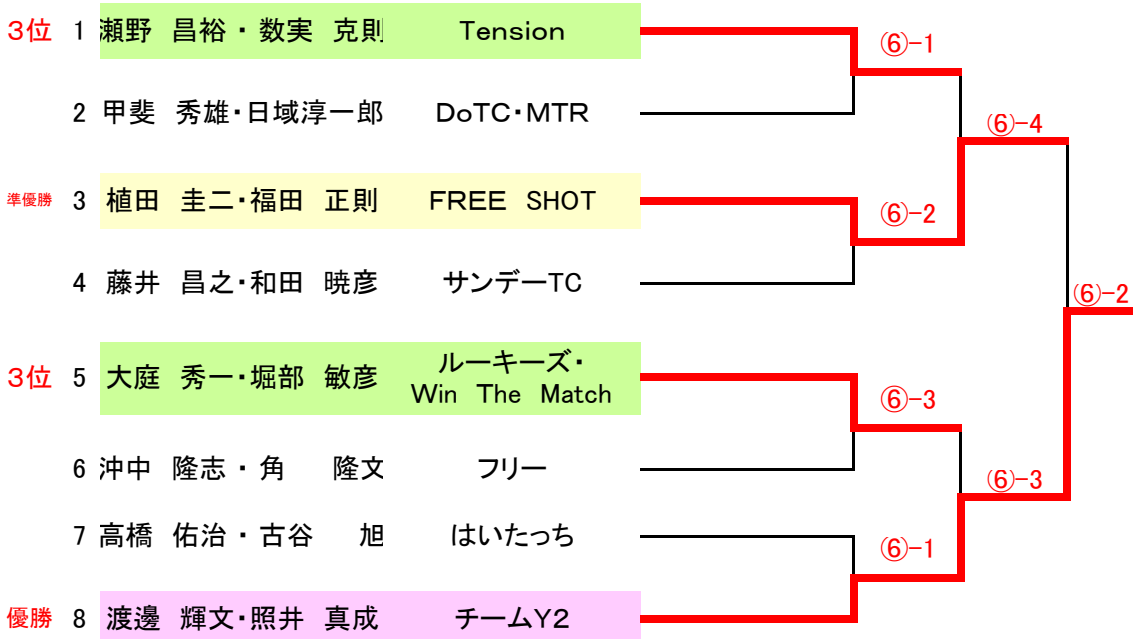 3位 1 瀬野 昌裕・数実 克則 Tension
⑥-1
2 甲斐 秀雄・日域淳一郎 DoTC・MTR
⑥-4
準優勝 3 植田 圭二・福田 正則 FREE SHOT
⑥-2
4 藤井 昌之・和田 暁彦 サンデーTC
⑥-2
3位 5 大庭 秀一・堀部 敏彦 ルーキーズ・
Win The Match
⑥-3
6 沖中 隆志・角 隆文 フリー
⑥-3
7 高橋 佑治・古谷 旭 はいたっち
⑥-1
優勝 8 渡邊 輝文・照井 真成 チームY2